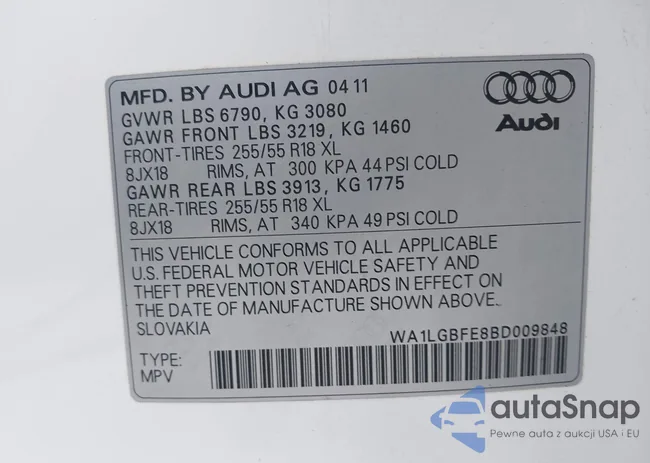 MFD. BY AUDI AG 04 11
GVWR LBS 6790, KG 3080
GAWR FRONT LBS 3219, KG 1460
FRONT-TIRES 255/55 R18 XL
8JX18 RIMS, AT 300 KPA 44 PSI COLD
GAWR REAR LBS 3913, KG 1775
REAR-TIRES 255/55 R18 XL
8JX18 RIMS, AT 340 KPA 49 PSI COLD
Audi
THIS VEHICLE CONFORMS TO ALL APPLICABLE
U.S. FEDERAL MOTOR VEHICLE SAFETY AND
THEFT PREVENTION STANDARDS IN EFFECT ON
THE DATE OF MANUFACTURE SHOWN ABOVE.
SLOVAKIA
WA1LGBFE8BD009848
TYPE:
MPV
autaSnap
Pewne auta z aukcji USA i EU